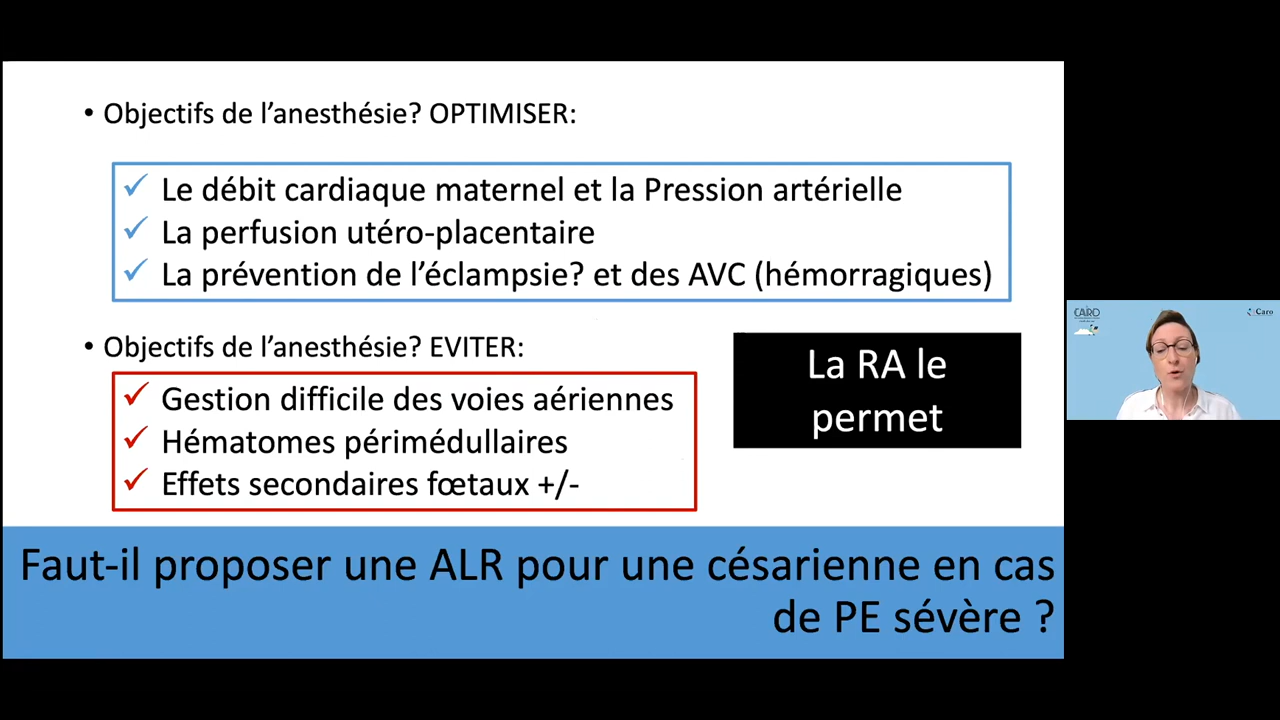 • Objectifs de l’anesthésie? OPTIMISER:
✓ Le débit cardiaque maternel et la Pression artérielle
✓ La perfusion utéro-placentaire
✓ La prévention de l’éclampsie? et des AVC (hémorragiques)
• Objectifs de l’anesthésie? EVITER:
✓ Gestion difficile des voies aériennes
✓ Hématomes périmédullaires
✓ Effets secondaires fœtaux +/-
La RA le
permet
Faut-il proposer une ALR pour une césarienne en cas
de PE sévère ?
CAIRO
Caro